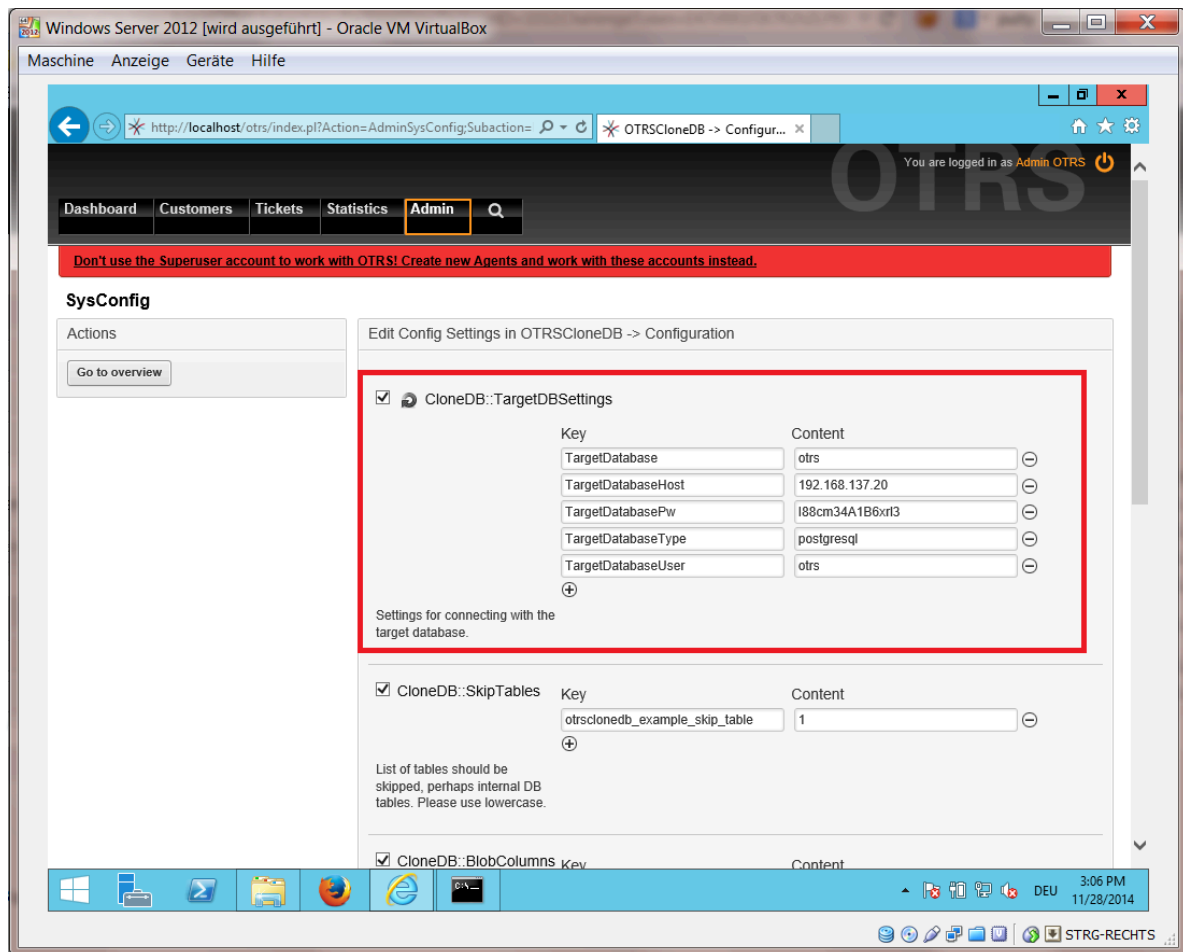 Windows Server 2012 [wird ausgeführt] - Oracle VM VirtualBox
Maschine Anzeige Geräte Hilfe
http://localhost/otrs/index.pl?Action=AdminSysConfig;Subaction=
OTRSCloneDB -> Configur...
OTRS
You are logged in as Admin OTRS
Dashboard Customers Tickets Statistics Admin
Don't use the Superuser account to work with OTRS! Create new Agents and work with these accounts instead.
SysConfig
Actions
Go to overview
Edit Config Settings in OTRSCloneDB -> Configuration
CloneDB::TargetDBSettings
Key Content
TargetDatabase otrs
TargetDatabaseHost 192.168.137.20
TargetDatabasePw I88cm34A1B6xrI3
TargetDatabaseType postgresql
TargetDatabaseUser otrs
Settings for connecting with the
target database.
CloneDB::SkipTables Key Content
otrsclonedb_example_skip_table 1
List of tables should be
skipped, perhaps internal DB
tables. Please use lowercase.
CloneDB::BlobColumns Key Content
DEU
3:06 PM
11/28/2014
STRG-RECHTS